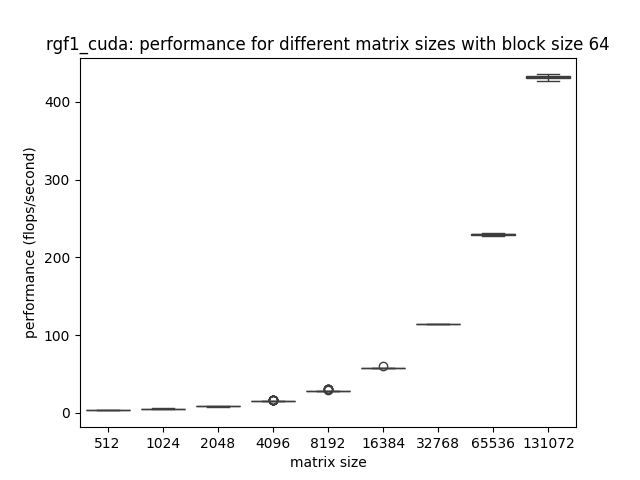 rgf1_cuda: performance for different matrix sizes with block size 64
performance (flops/second)
400
300
200
100
0
512 1024 2048 4096 8192 16384 32768 65536 131072
matrix size